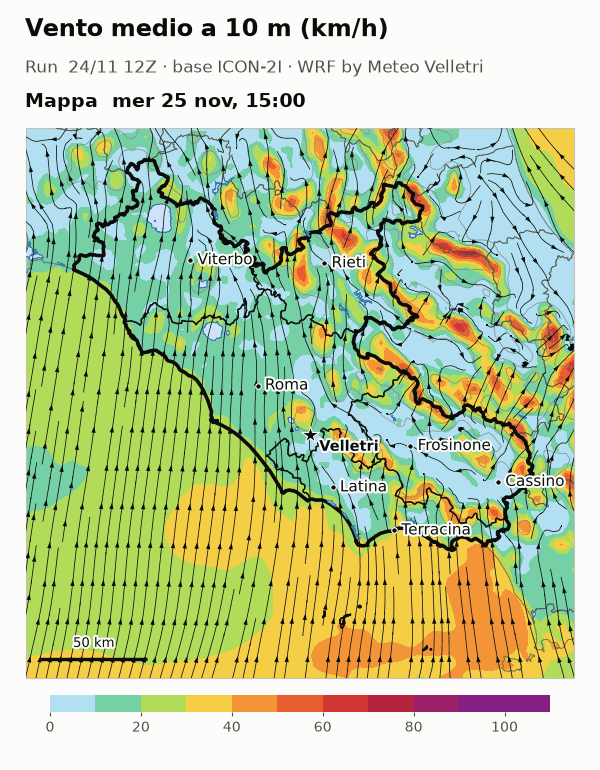 Vento medio a 10 m (km/h)
Run 24/11 12Z · base ICON-2I · WRF by Meteo Velletri
Mappa mer 25 nov, 15:00
Viterbo
Rieti
Roma
Velletri
Frosinone
Cassino
Latina
Terracina
50 km
0 20 40 60 80 100